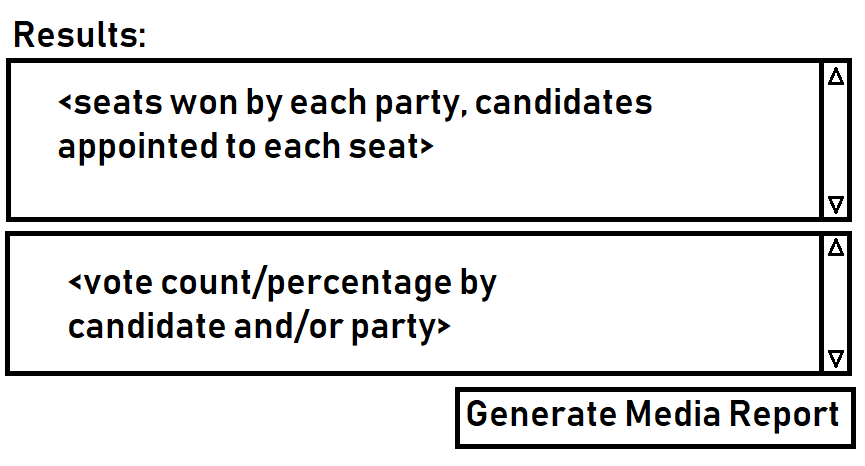 Results:
<seats won by each party, candidates
appointed to each seat>
<vote count/percentage by
candidate and/or party>
Generate Media Report